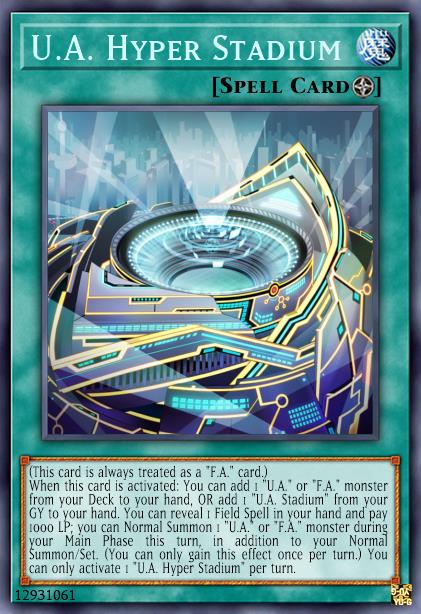 U.A. Hyper Stadium 魔
[Spell Card]
(This card is always treated as a "F.A." card.)
When this card is activated: You can add 1 "U.A." or "F.A." monster
from your Deck to your hand, OR add 1 "U.A. Stadium" from your
GY to your hand. You can reveal 1 Field Spell in your hand and pay
1000 LP; you can Normal Summon 1 "U.A." or "F.A." monster during
your Main Phase this turn, in addition to your Normal
Summon/Set. (You can only gain this effect once per turn.) You
can only activate 1 "U.A. Hyper Stadium" per turn.
12931061